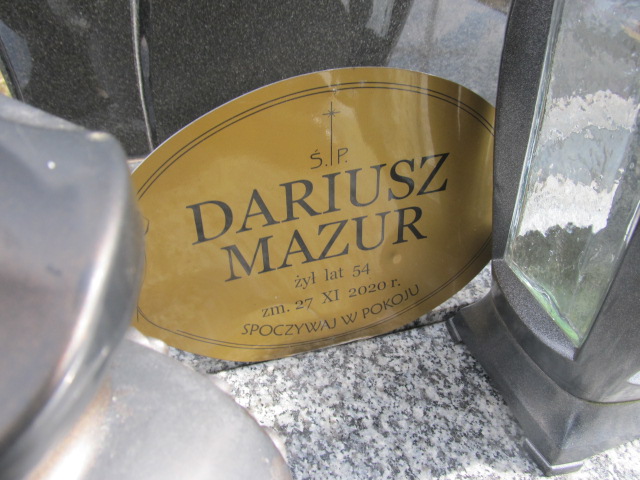 Ś. P.
DARIUSZ
MAZUR
żył lat 54
zm. 27 XI 2020 r.
SPOCZYWAJ W POKOJU